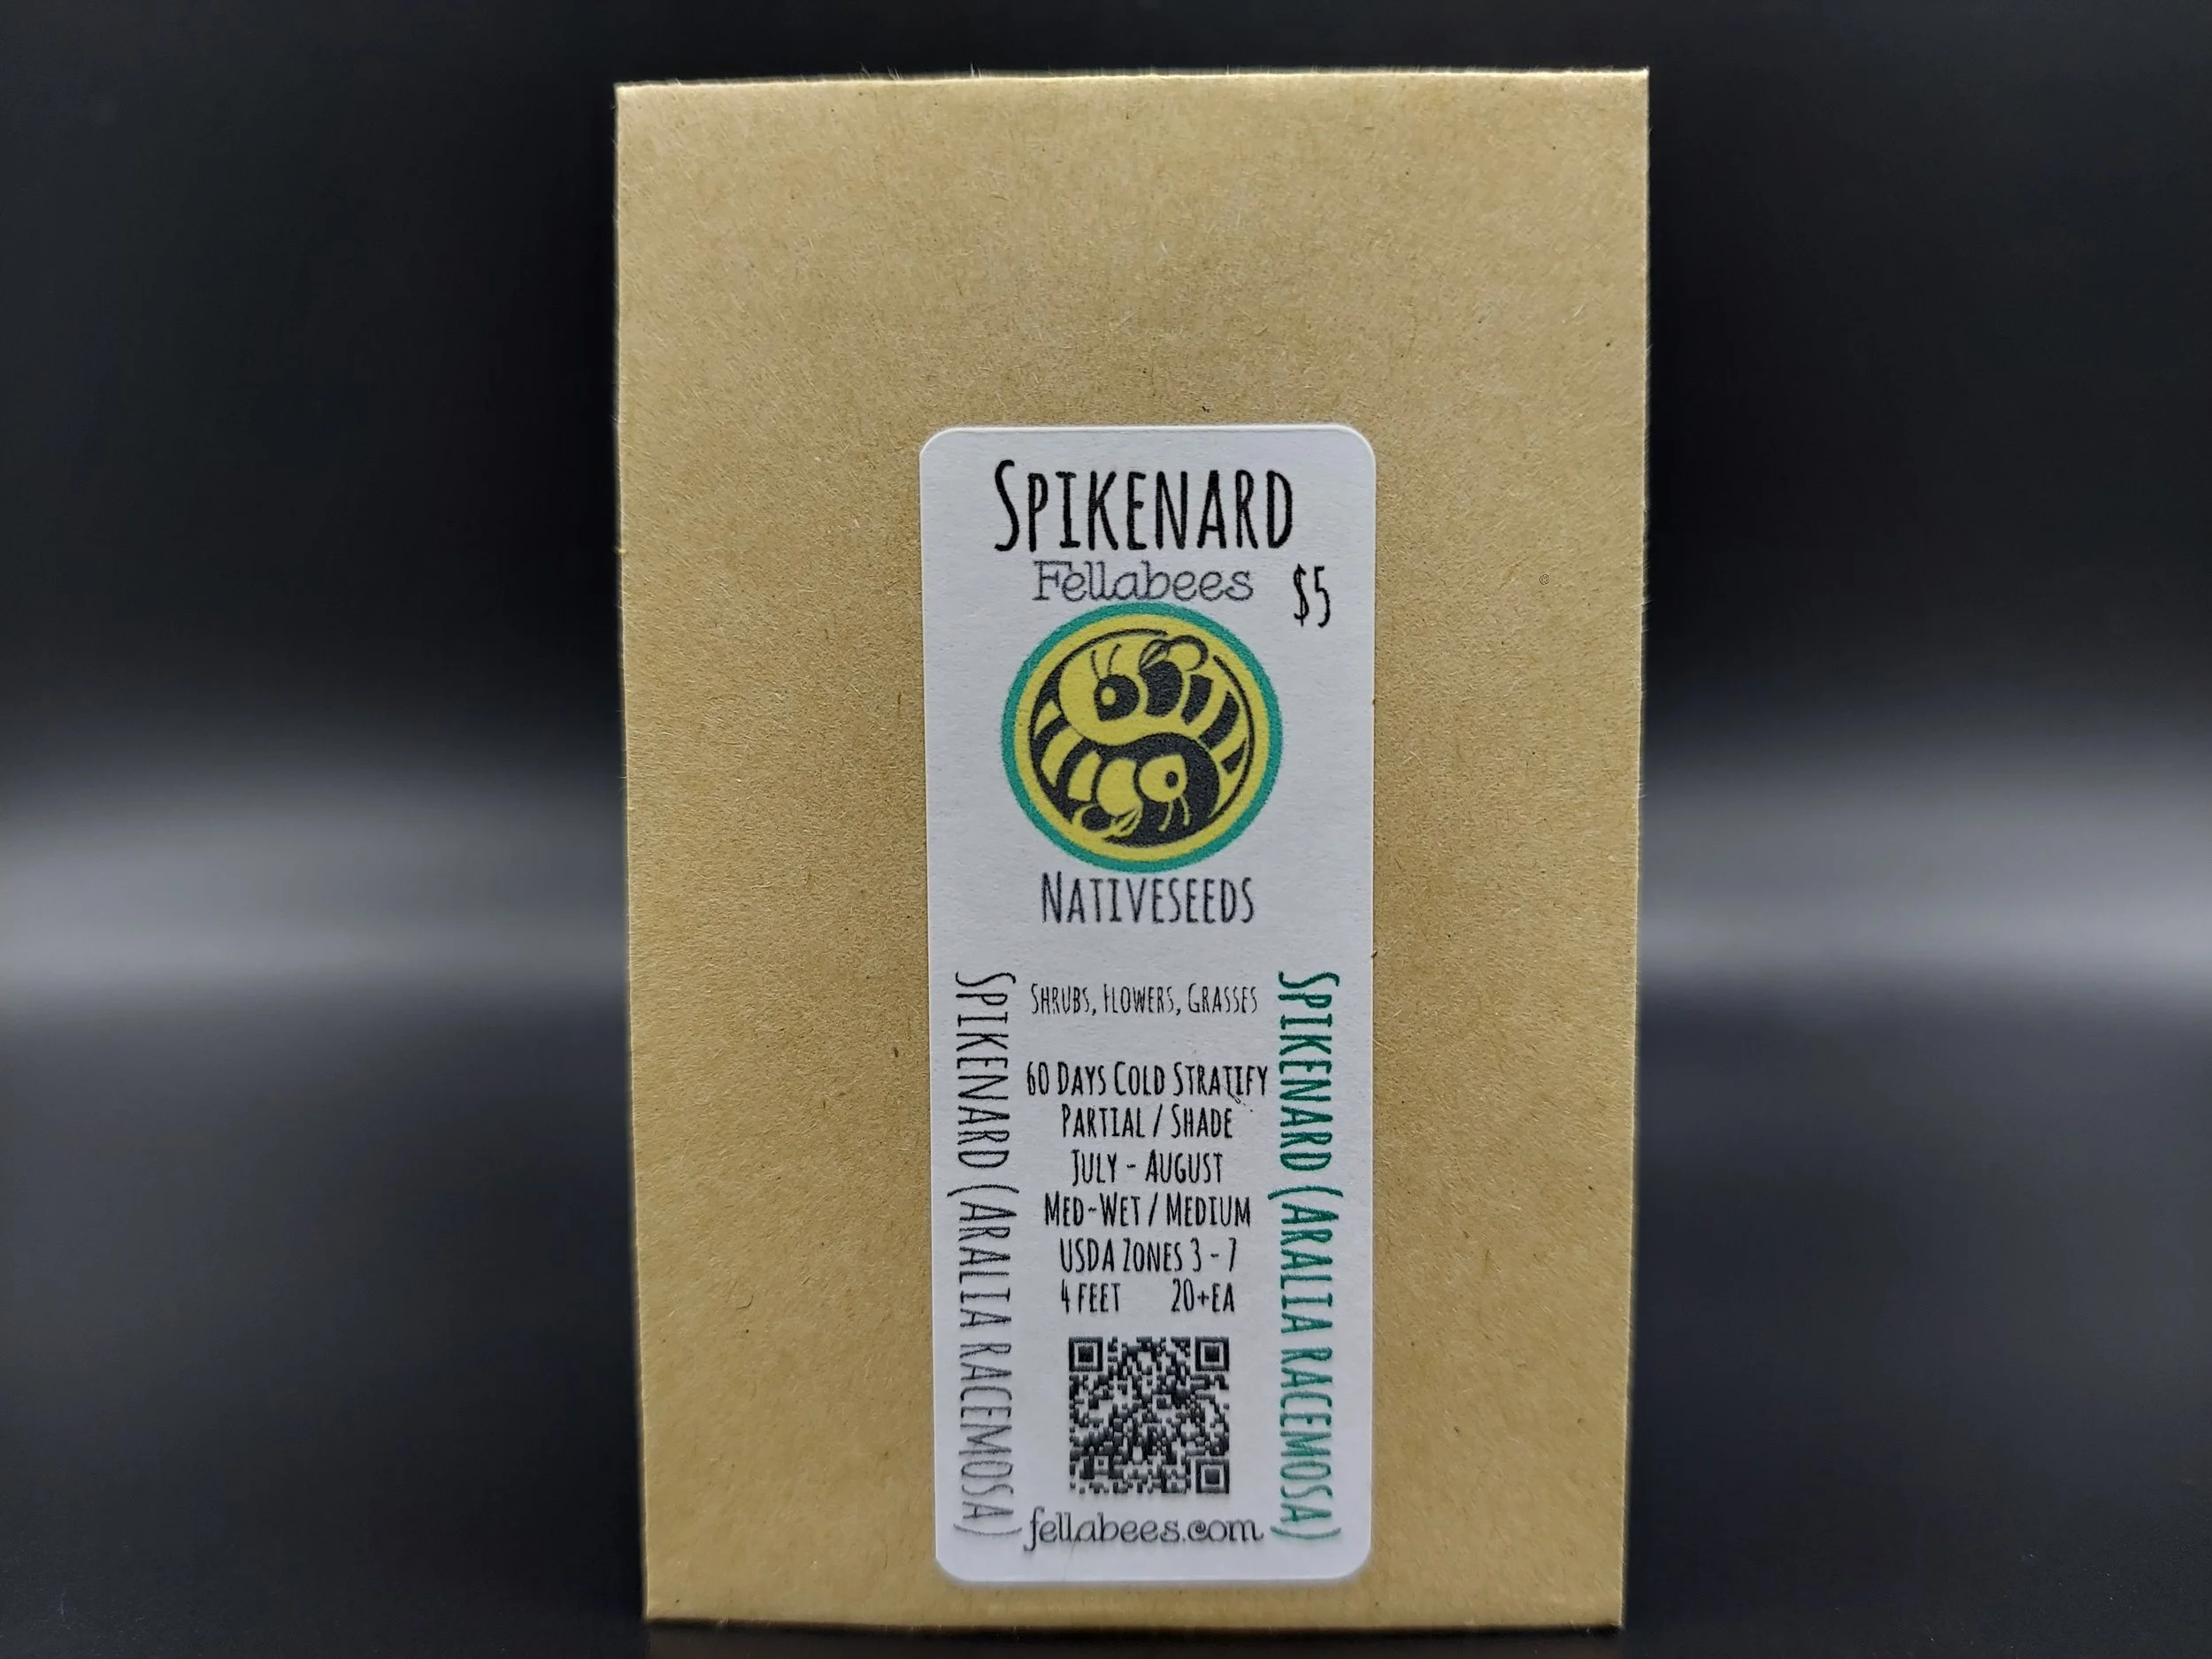 Spikenard
Fellabees
$5
Nativeseeds
Shrubs, Flowers, Grasses
60 Days Cold Stratify
Partial / Shade
July - August
Med-Wet / Medium
USDA Zones 3 - 7
4 feet 20+ea
Spikenard (Aralia racemosa)
Spikenard (Aralia racemosa)
fellabees.com